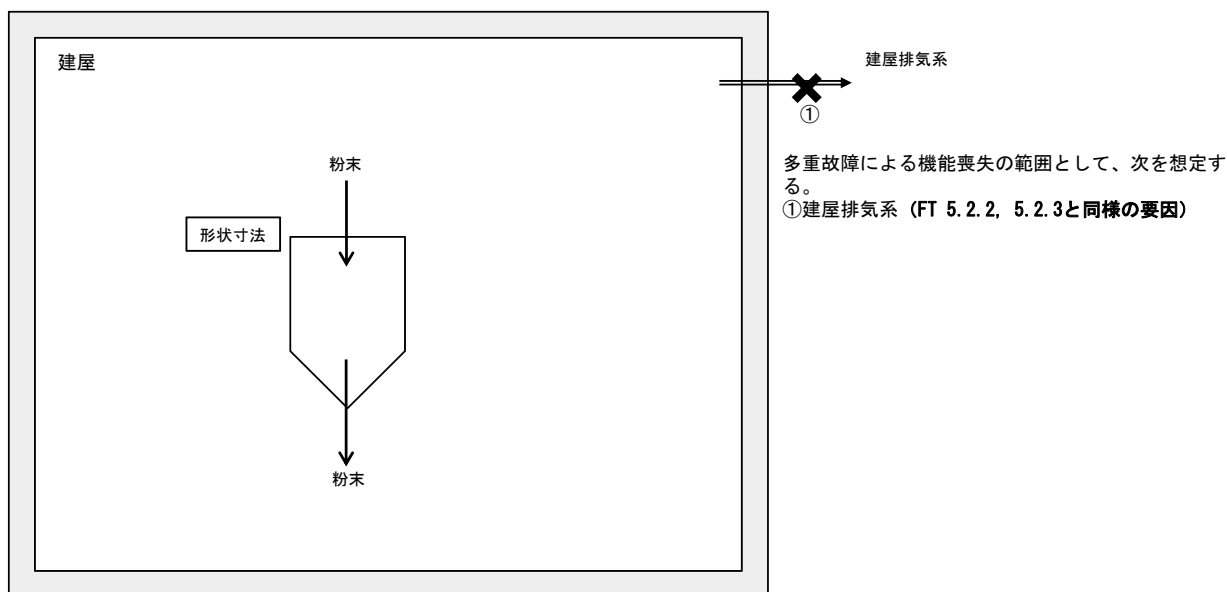 建屋
建屋排気系
①
多重故障による機能喪失の範囲として、次を想定す
る。
①建屋排気系 (FT 5.2.2, 5.2.3と同様の要因)
粉末
形状寸法
粉末